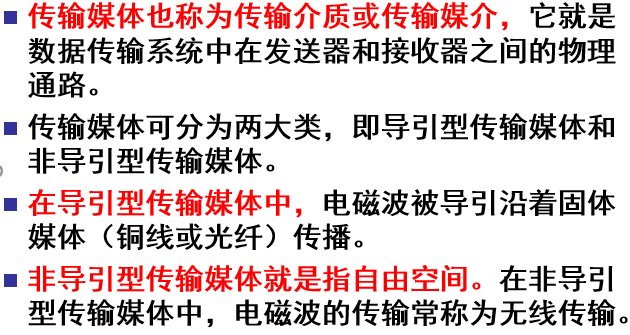 传输媒体也称为传输介质或传输媒介，它就是
数据传输系统中在发送器和接收器之间的物理
通路。
传输媒体可分为两大类，即导引型传输媒体和
非导引型传输媒体。
在导引型传输媒体中，电磁波被导引沿着固体
媒体（铜线或光纤）传播。
非导引型传输媒体就是指自由空间。在非导引
型传输媒体中，电磁波的传输常称为无线传输。